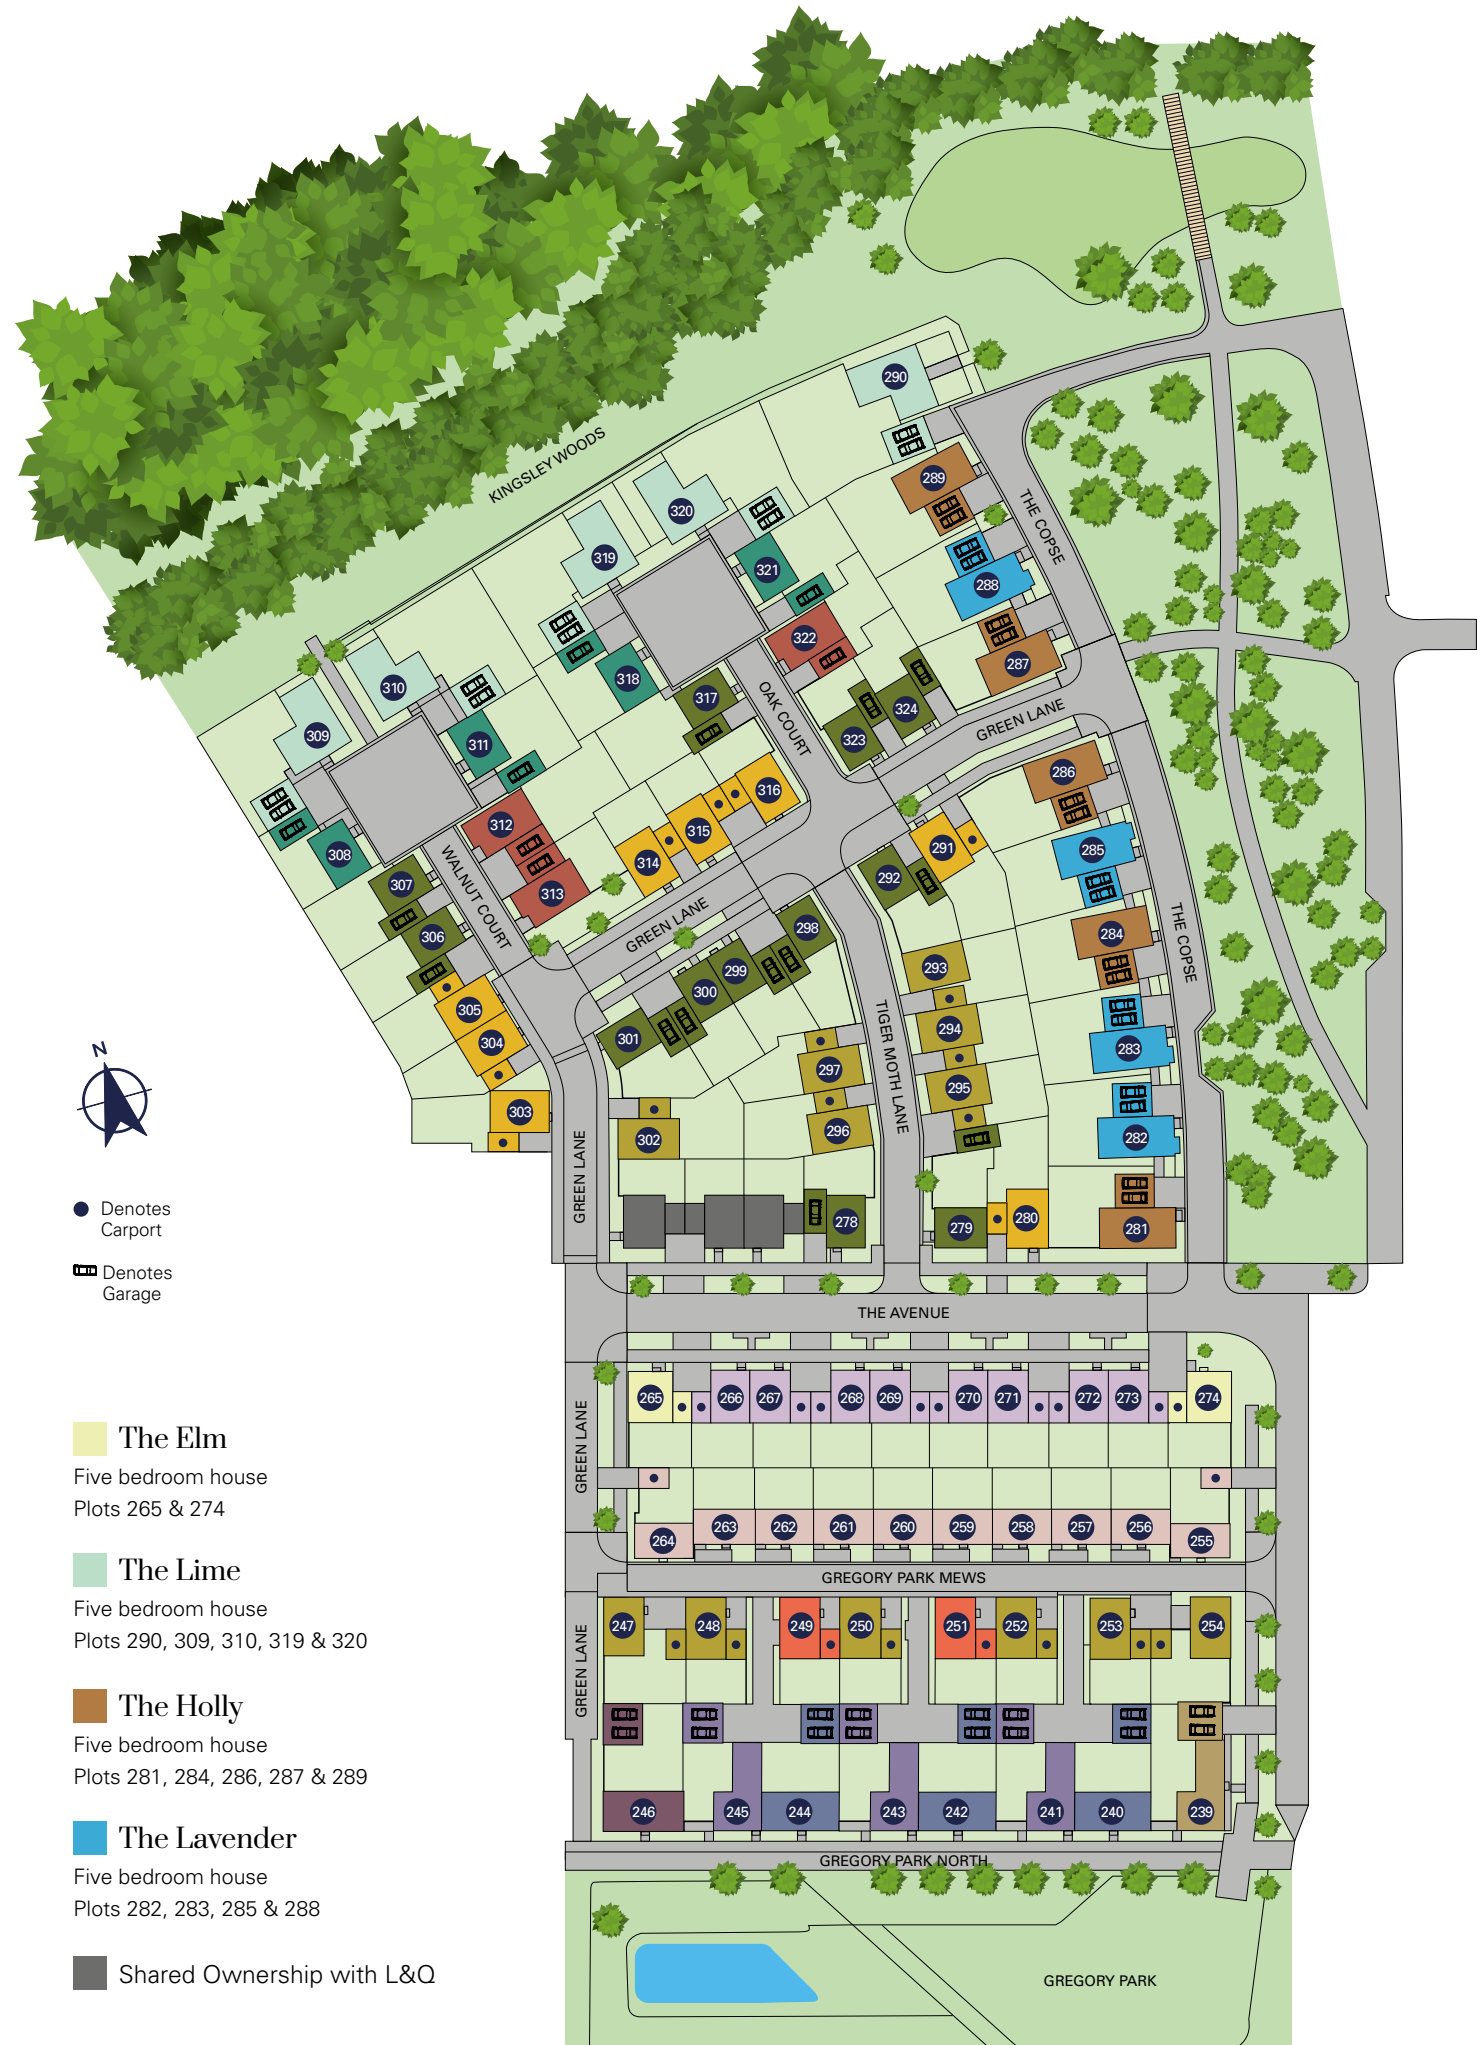 290
KINGSLEY WOODS
289
THE COPSE
320
319
321
288
322
318
287
310
317
OAK COURT
324
GREEN LANE
309
323
311
286
316
312
315
291
285
308
WALNUT COURT
314
292
307
313
284
THE COPSE
306
GREEN LANE
298
293
299
300
305
301
294
304
TIGER MOTH LANE
283
N
297
295
303
302
296
282
GREEN LANE
278
279
280
281
Denotes
Carport
Denotes
Garage
THE AVENUE
265
266
267
268
269
270
271
272
273
274
GREEN LANE
264
263
262
261
260
259
258
257
256
255
GREGORY PARK MEWS
247
248
249
250
251
252
253
254
GREEN LANE
246
245
244
243
242
241
240
239
GREGORY PARK NORTH
GREGORY PARK
The Elm
Five bedroom house
Plots 265 & 274
The Lime
Five bedroom house
Plots 290, 309, 310, 319 & 320
The Holly
Five bedroom house
Plots 281, 284, 286, 287 & 289
The Lavender
Five bedroom house
Plots 282, 283, 285 & 288
Shared Ownership with L&Q